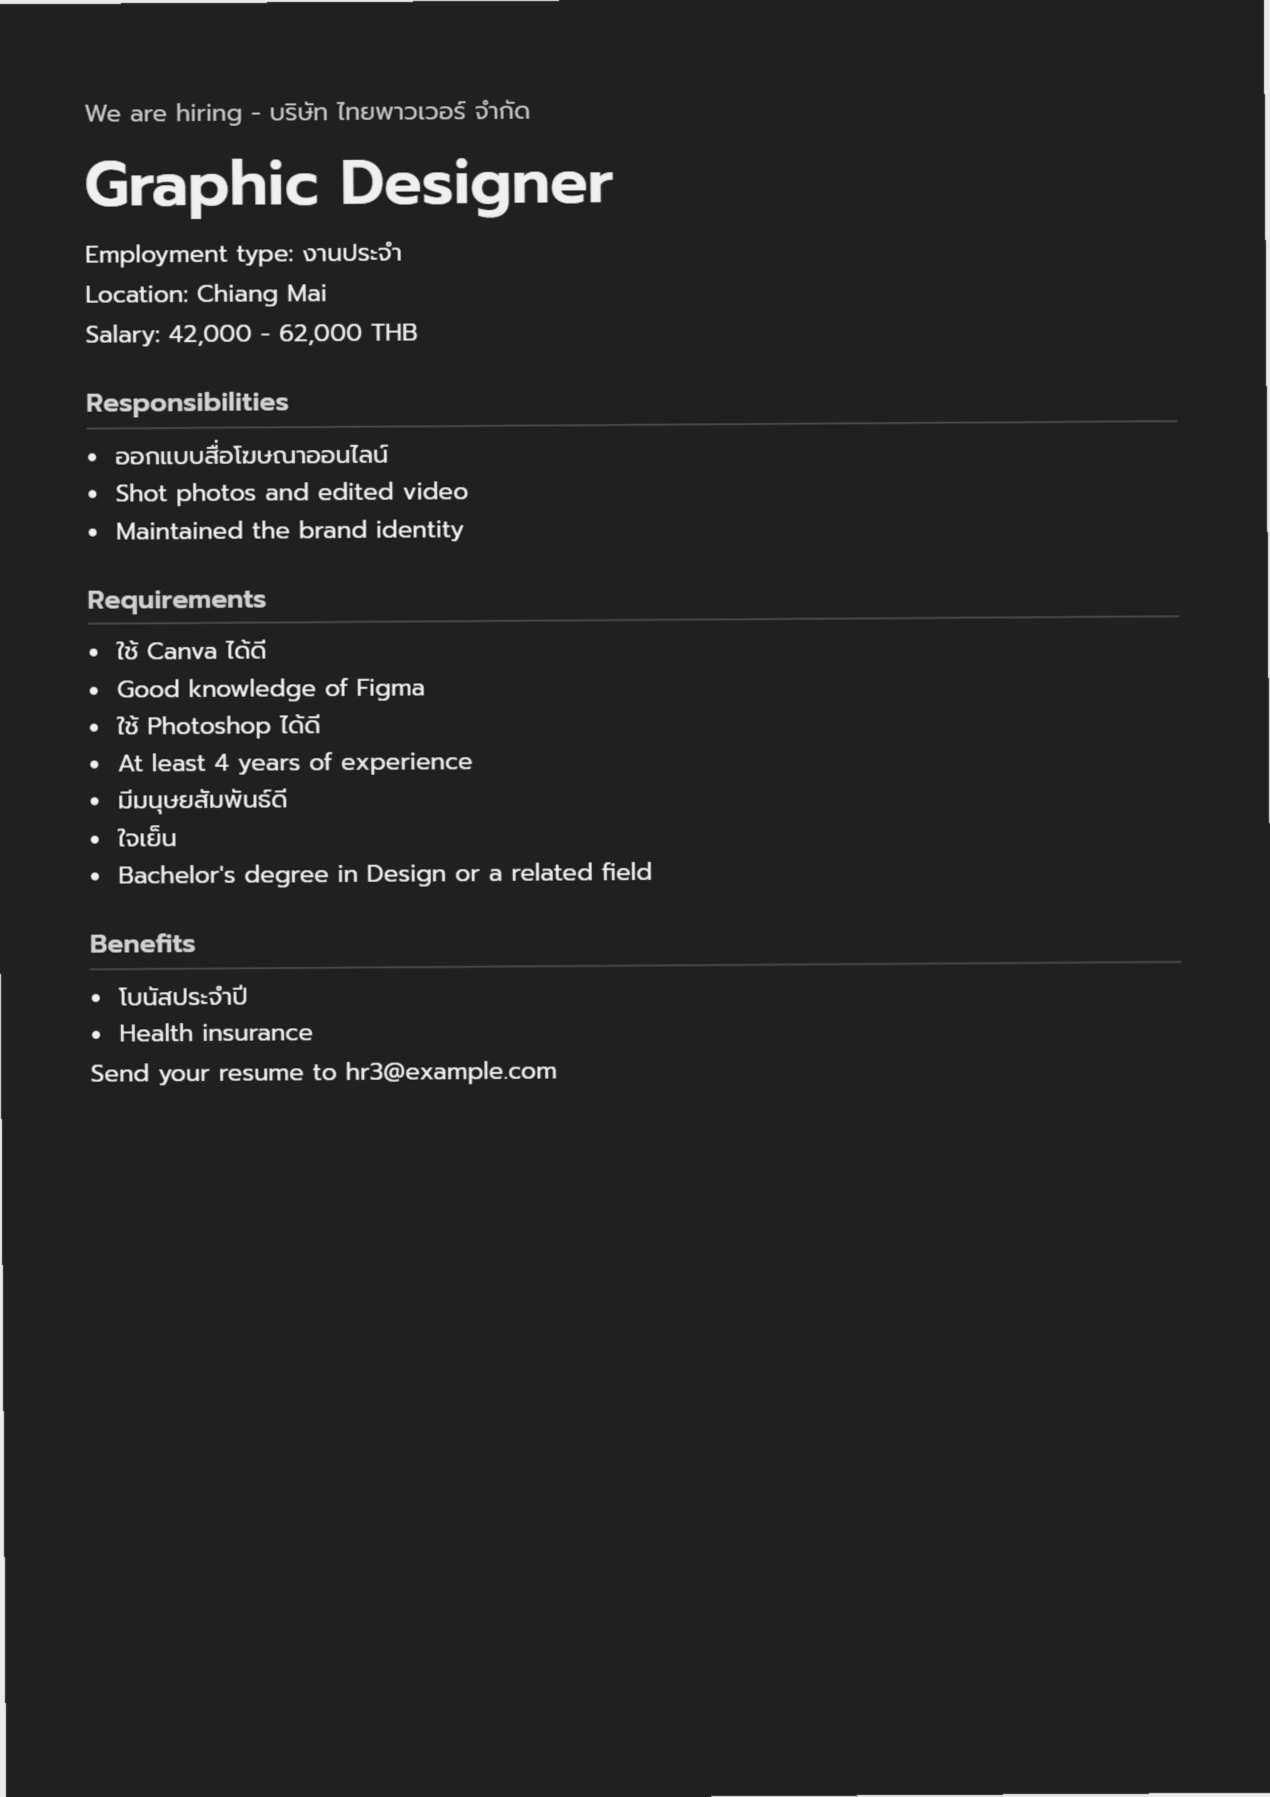 We are hiring - บริษัท ไทยพาวเวอร์ จำกัด
Graphic Designer
Employment type: งานประจำ
Location: Chiang Mai
Salary: 42,000 - 62,000 THB
Responsibilities
• ออกแบบสื่อโฆษณาออนไลน์
• Shot photos and edited video
• Maintained the brand identity
Requirements
• ใช้ Canva ได้ดี
• Good knowledge of Figma
• ใช้ Photoshop ได้ดี
• At least 4 years of experience
• มีมนุษยสัมพันธ์ดี
• ใจเย็น
• Bachelor's degree in Design or a related field
Benefits
• โบนัสประจำปี
• Health insurance
Send your resume to hr3@example.com